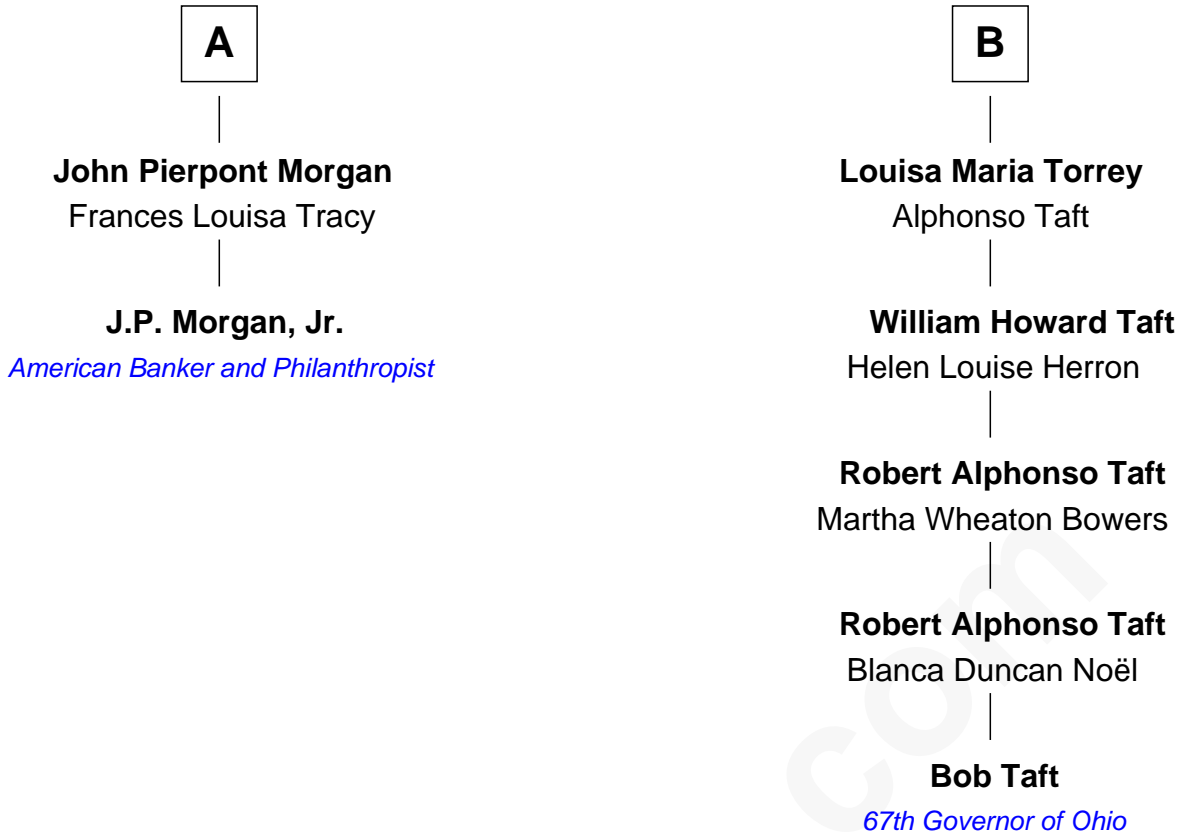 A
John Pierpont Morgan
Frances Louisa Tracy
J.P. Morgan, Jr.
American Banker and Philanthropist
B
Louisa Maria Torrey
Alphonso Taft
William Howard Taft
Helen Louise Herron
Robert Alphonso Taft
Martha Wheaton Bowers
Robert Alphonso Taft
Blanca Duncan Noël
Bob Taft
67th Governor of Ohio
com